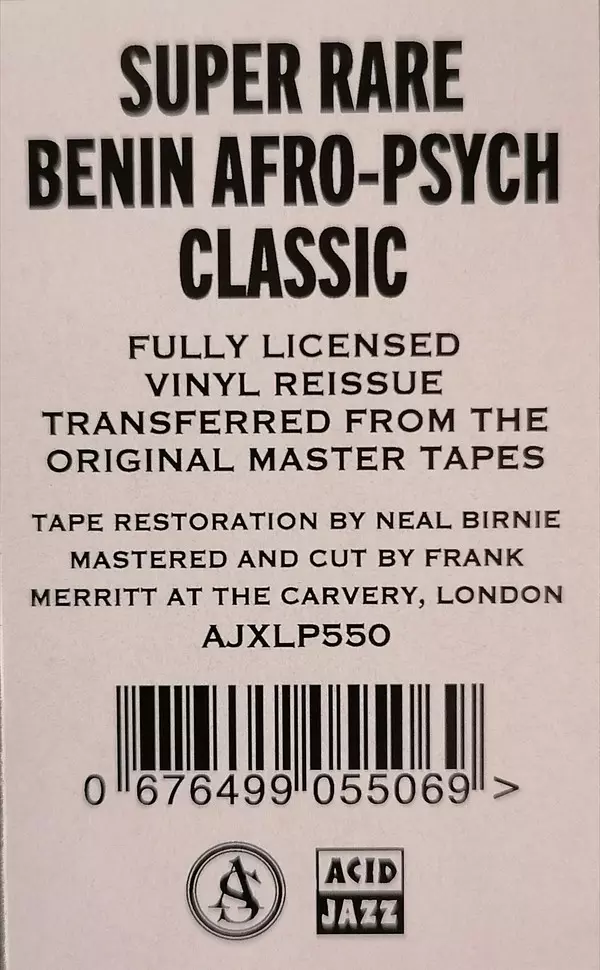 SUPER RARE
BENIN AFRO-PSYCH
CLASSIC
FULLY LICENSED
VINYL REISSUE
TRANSFERRED FROM THE
ORIGINAL MASTER TAPES
TAPE RESTORATION BY NEAL BIRNIE
MASTERED AND CUT BY FRANK
MERRITT AT THE CARVERY, LONDON
AJXLP550
0 676499 055069 >
AS
ACID
JAZZ